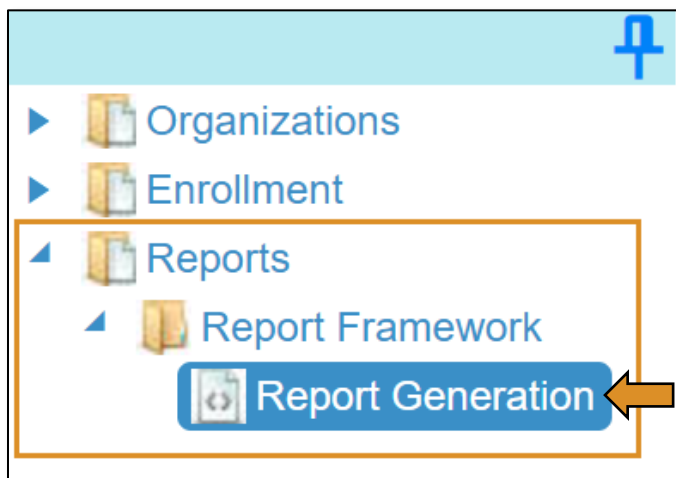 Organizations
Enrollment
Reports
Report Framework
Report Generation